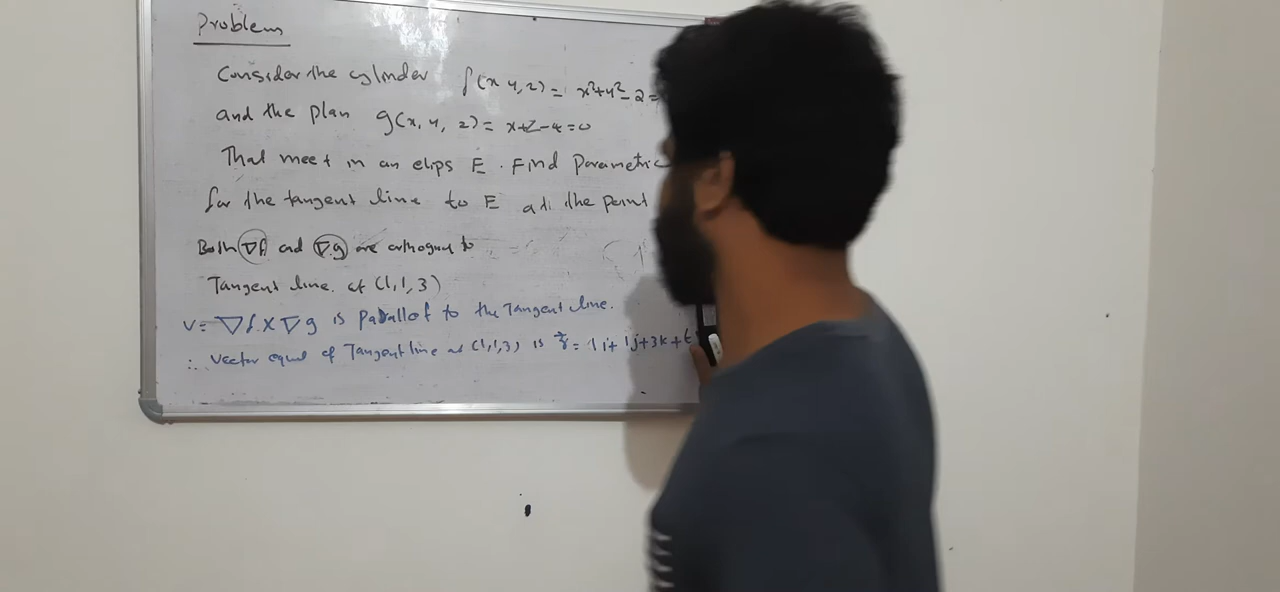 Problem
Consider the cylinder f(x y, z) = x²+y²-2=
and the plan g(x, y, z) = x+z-4=0
That meet in an elips E. Find Parametric
for the tangent line to E at the point
Both ∇f and ∇g are orthogonal to
Tangent line at (1,1,3)
V = ∇f x ∇g is parallel to the Tangent line.
∴ vector equal of Tangent line at (1,1,3) is r = 1i+1j+3k+t